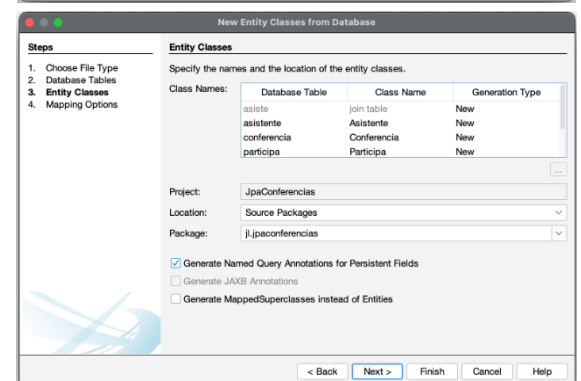 New Entity Classes from Database
Steps
1. Choose File Type
2. Database Tables
3. Entity Classes
4. Mapping Options
Entity Classes
Specify the names and the location of the entity classes.
Class Names:
Database Table Class Name Generation Type
asiste join table New
asistente Asistente New
conferencia Conferencia New
participa Participa New
...
Project: JpaConferencias
Location: Source Packages
Package: jl.jpaconferencias
Generate Named Query Annotations for Persistent Fields
Generate JAXB Annotations
Generate MappedSuperclasses instead of Entities
< Back Next > Finish Cancel Help